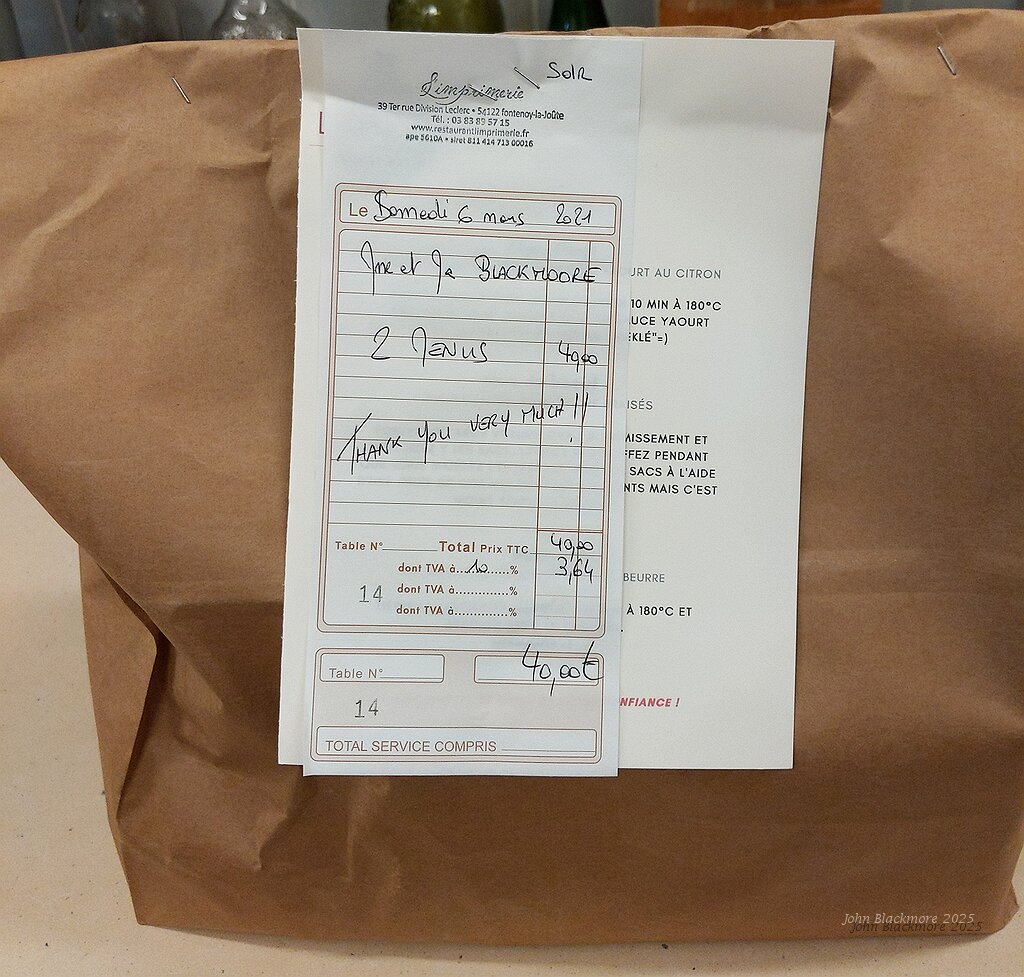 SOIR
L'imprimerie
39 Ter rue Division Leclerc • 54122 fontenoy-la-Joûte
Tél. : 03 83 89 57 15
www.restaurantlimprimerie.fr
ape 5610A • siret 811 414 713 00016
Le Samedi 6 mars 2021
Me et Mr BLACKMOORE
2 MENUS 40,00
THANK YOU VERY MUCH !!
Table N° Total Prix TTC 40,00
dont TVA à 10 % 3,64
14 dont TVA à..............%
dont TVA à..............%
Table N° 40,00€
14
TOTAL SERVICE COMPRIS
L
URT AU CITRON
10 MIN À 180°C
UCE YAOURT
EKLÉ"=)
ISÉS
MISSEMENT ET
FFEZ PENDANT
SACS À L'AIDE
NTS MAIS C'EST
BEURRE
À 180°C ET
NFIANCE !
John Blackmore 2025